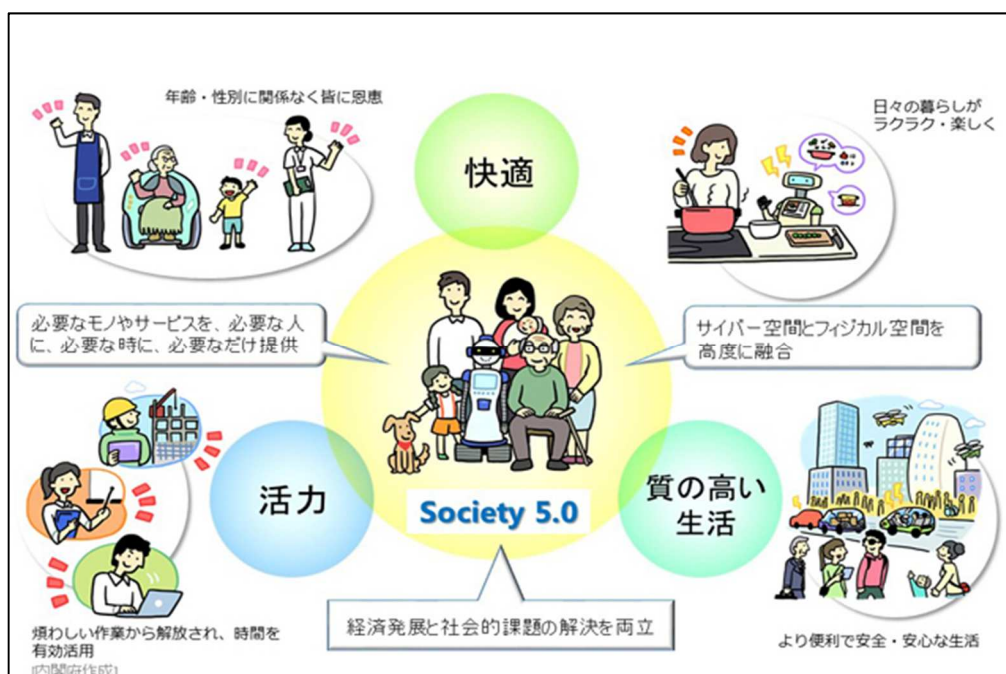 年齢・性別に関係なく皆に恩恵
快適
日々の暮らしが
ラクラク・楽しく
必要なモノやサービスを、必要な人
に、必要な時に、必要なだけ提供
サイバー空間とフィジカル空間を
高度に融合
活力
Society 5.0
質の高い
生活
煩わしい作業から解放され、時間を
有効活用
[内閣府作成]
経済発展と社会的課題の解決を両立
より便利で安全・安心な生活